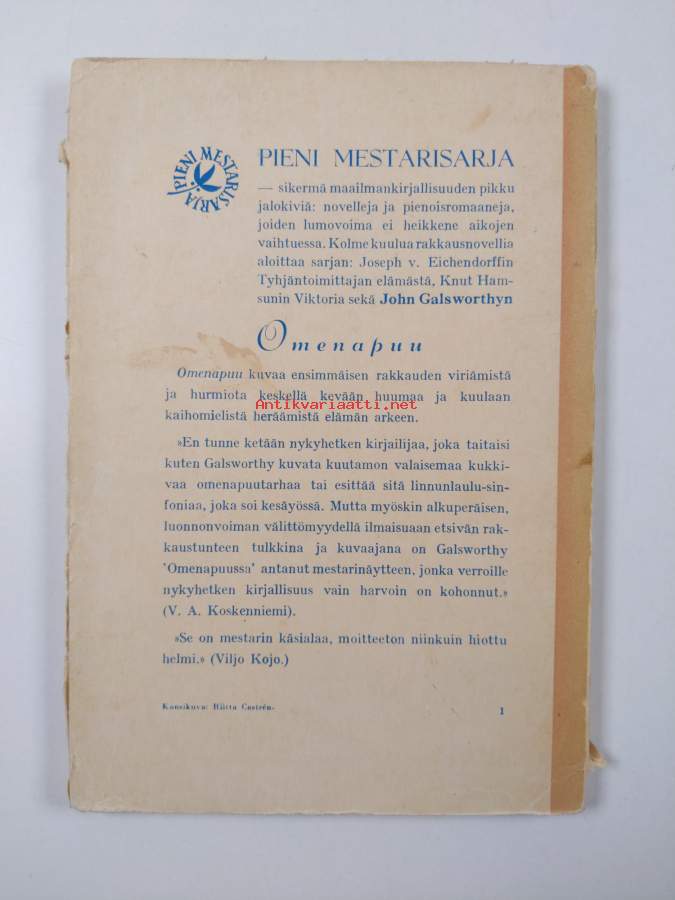 PIENI MESTARISARJA
PIENI MESTARISARJA
— sikermä maailmankirjallisuuden pikku
jalokiviä: novelleja ja pienoisromaaneja,
joiden lumovoima ei heikkene aikojen
vaihtuessa. Kolme kuulua rakkausnovellia
aloittaa sarjan: Joseph v. Eichendorffin
Tyhjäntoimittajan elämästä, Knut Ham-
sunin Viktoria sekä John Galsworthyn
Omenapuu
Omenapuu kuvaa ensimmäisen rakkauden viriämistä
ja hurmiota keskellä kevään huumaa ja kuulaan
Antikvariaatti.net
kaihomielistä heräämistä elämän arkeen.
»En tunne ketään nykyhetken kirjailijaa, joka taitaisi
kuten Galsworthy kuvata kuutamon valaisemaa kukki-
vaa omenapuutarhaa tai esittää sitä linnunlaulu-sin-
foniaa, joka soi kesäyössä. Mutta myöskin alkuperäisen,
luonnonvoiman välittömyydellä ilmaisuaan etsivän rak-
kaustunteen tulkkina ja kuvaajana on Galsworthy
'Omenapuussa' antanut mestarinäytteen, jonka verroille
nykyhetken kirjallisuus vain harvoin on kohonnut.»
(V. A. Koskenniemi).
»Se on mestarin käsialaa, moitteeton niinkuin hiottu
helmi.» (Viljo Kojo.)
Kansikuva: Riitta Castrén.
1